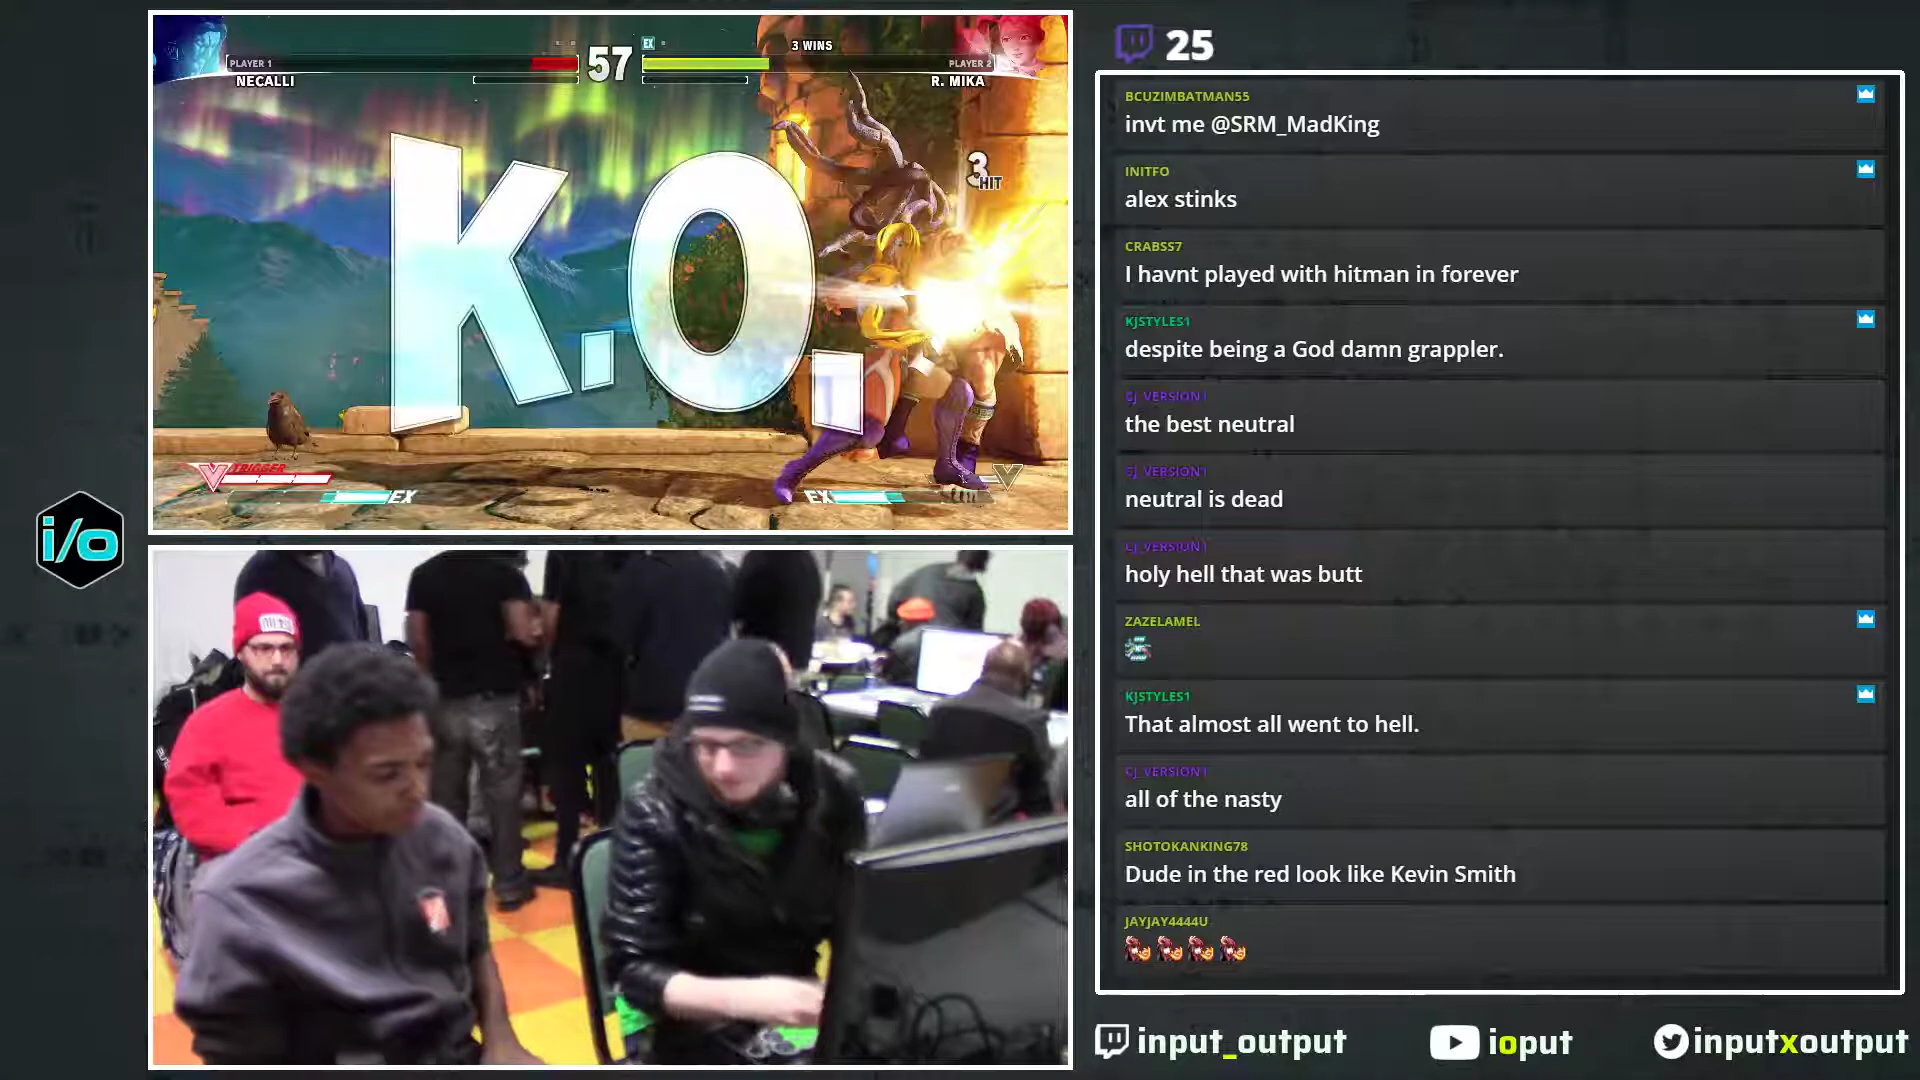 57
EX
3 WINS
PLAYER 1
NECALLI
PLAYER 2
R. MIKA
3 HIT
K.O.
TRIGGER
EX
EX
i/o
25
BCUZIMBATMAN55
invt me @SRM_MadKing
INITFO
alex stinks
CRABSS7
I havnt played with hitman in forever
KJSTYLES1
despite being a God damn grappler.
CJ_VERSION1
the best neutral
CJ_VERSION1
neutral is dead
CJ_VERSION1
holy hell that was butt
ZAZELAMEL
KJSTYLES1
That almost all went to hell.
CJ_VERSION1
all of the nasty
SHOTOKANKING78
Dude in the red look like Kevin Smith
JAYJAY4444U
input_output
ioput
inputxoutput